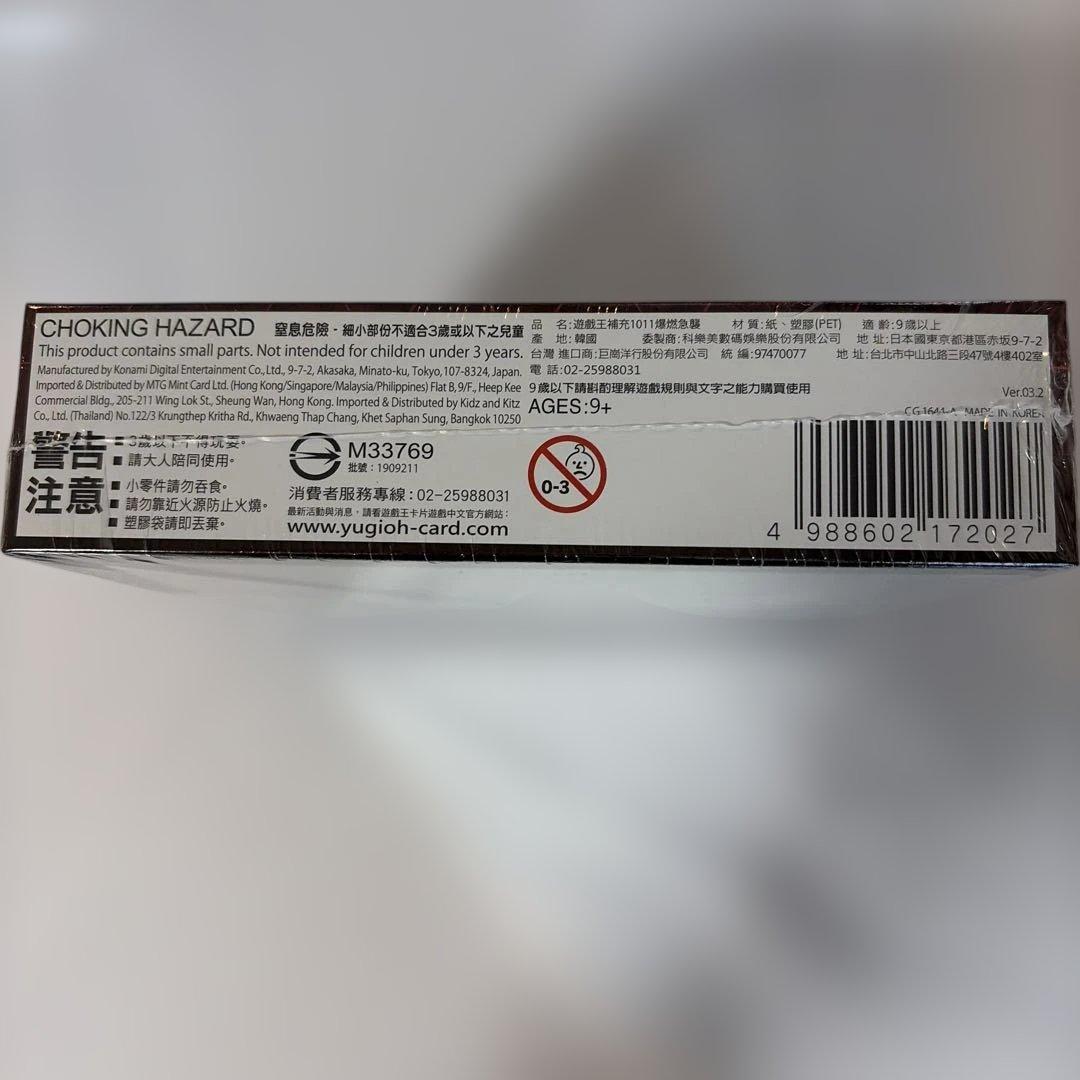 CHOKING HAZARD 窒息危險 - 細小部份不適合3歲或以下之兒童
This product contains small parts. Not intended for children under 3 years.
Manufactured by Konami Digital Entertainment Co.,Ltd., 9-7-2, Akasaka, Minato-ku, Tokyo,107-8324, Japan.
Imported & Distributed by MTG Mint Card Ltd. (Hong Kong/Singapore/Malaysia/Philippines) Flat B, 9/F., Heep Kee
Commercial Bldg., 205-211 Wing Lok St., Sheung Wan, Hong Kong. Imported & Distributed by Kidz and Kitz
Co., Ltd. (Thailand) No.122/3 Krungthep Kritha Rd., Khwaeng Thap Chang, Khet Saphan Sung, Bangkok 10250
品 名:遊戲王補充1011爆燃急襲 材 質:紙、塑膠(PET) 適 齡:9歲以上
產 地:韓國 委製商:科樂美數碼娛樂股份有限公司 地 址:日本國東京都港區赤坂9-7-2
台灣 進口商:巨崗洋行股份有限公司 統 編:97470077 地 址:台北市中山北路三段47號4樓402室
電 話:02-25988031
9歲以下請斟酌理解遊戲規則與文字之能力購買使用
AGES:9+
Ver.03.2
CG1641-A MADE IN KOREA
警告
■ 3歲以下不得玩耍。
■ 請大人陪同使用。
注意
■ 小零件請勿吞食。
■ 請勿靠近火源防止火燒。
■ 塑膠袋請即丟棄。
M33769
批號:1909211
消費者服務專線:02-25988031
最新活動與消息,請看遊戲王卡片遊戲中文官方網站:
www.yugioh-card.com
0-3
4 988602 172027